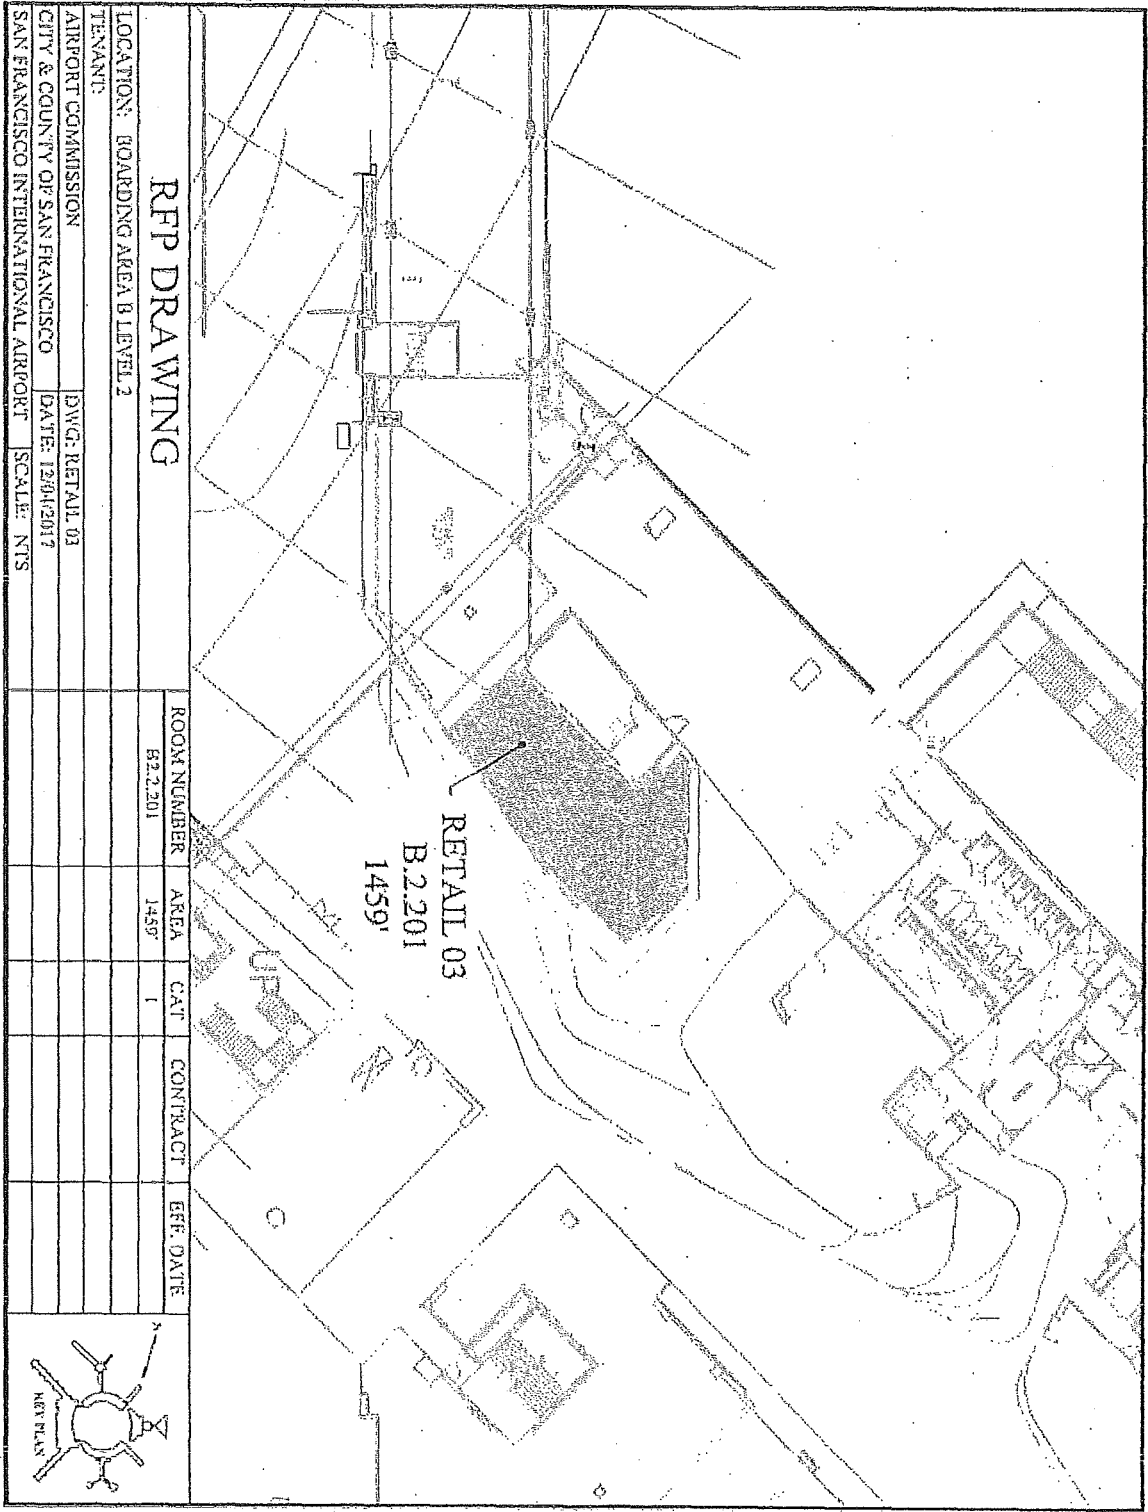 RETAIL 03
B.2.201
1459'
UP
RFP DRAWING
LOCATION: BOARDING AREA B LEVEL 2
TENANT:
AIRPORT COMMISSION
DWG: RETAIL 03
CITY & COUNTY OF SAN FRANCISCO
DATE: 12/04/2017
SAN FRANCISCO INTERNATIONAL AIRPORT
SCALE: NTS
ROOM NUMBER AREA CAT CONTRACT EFF. DATE
B2.2.201 1459' 1
KEY PLAN